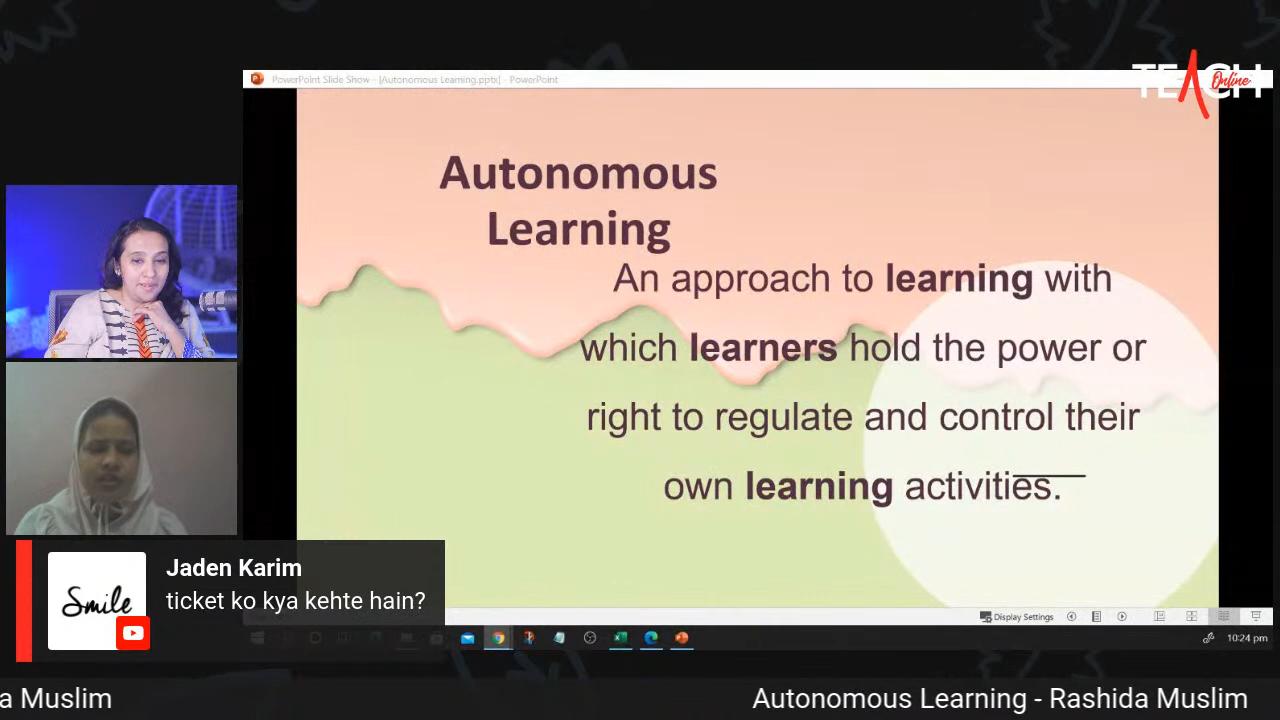 PowerPoint Slide Show - [Autonomous Learning.pptx] - PowerPoint
TEACH
Online
Autonomous
Learning
An approach to learning with
which learners hold the power or
right to regulate and control their
own learning activities.
Smile
Jaden Karim
ticket ko kya kehte hain?
Display Settings
10:24 pm
a Muslim
Autonomous Learning - Rashida Muslim